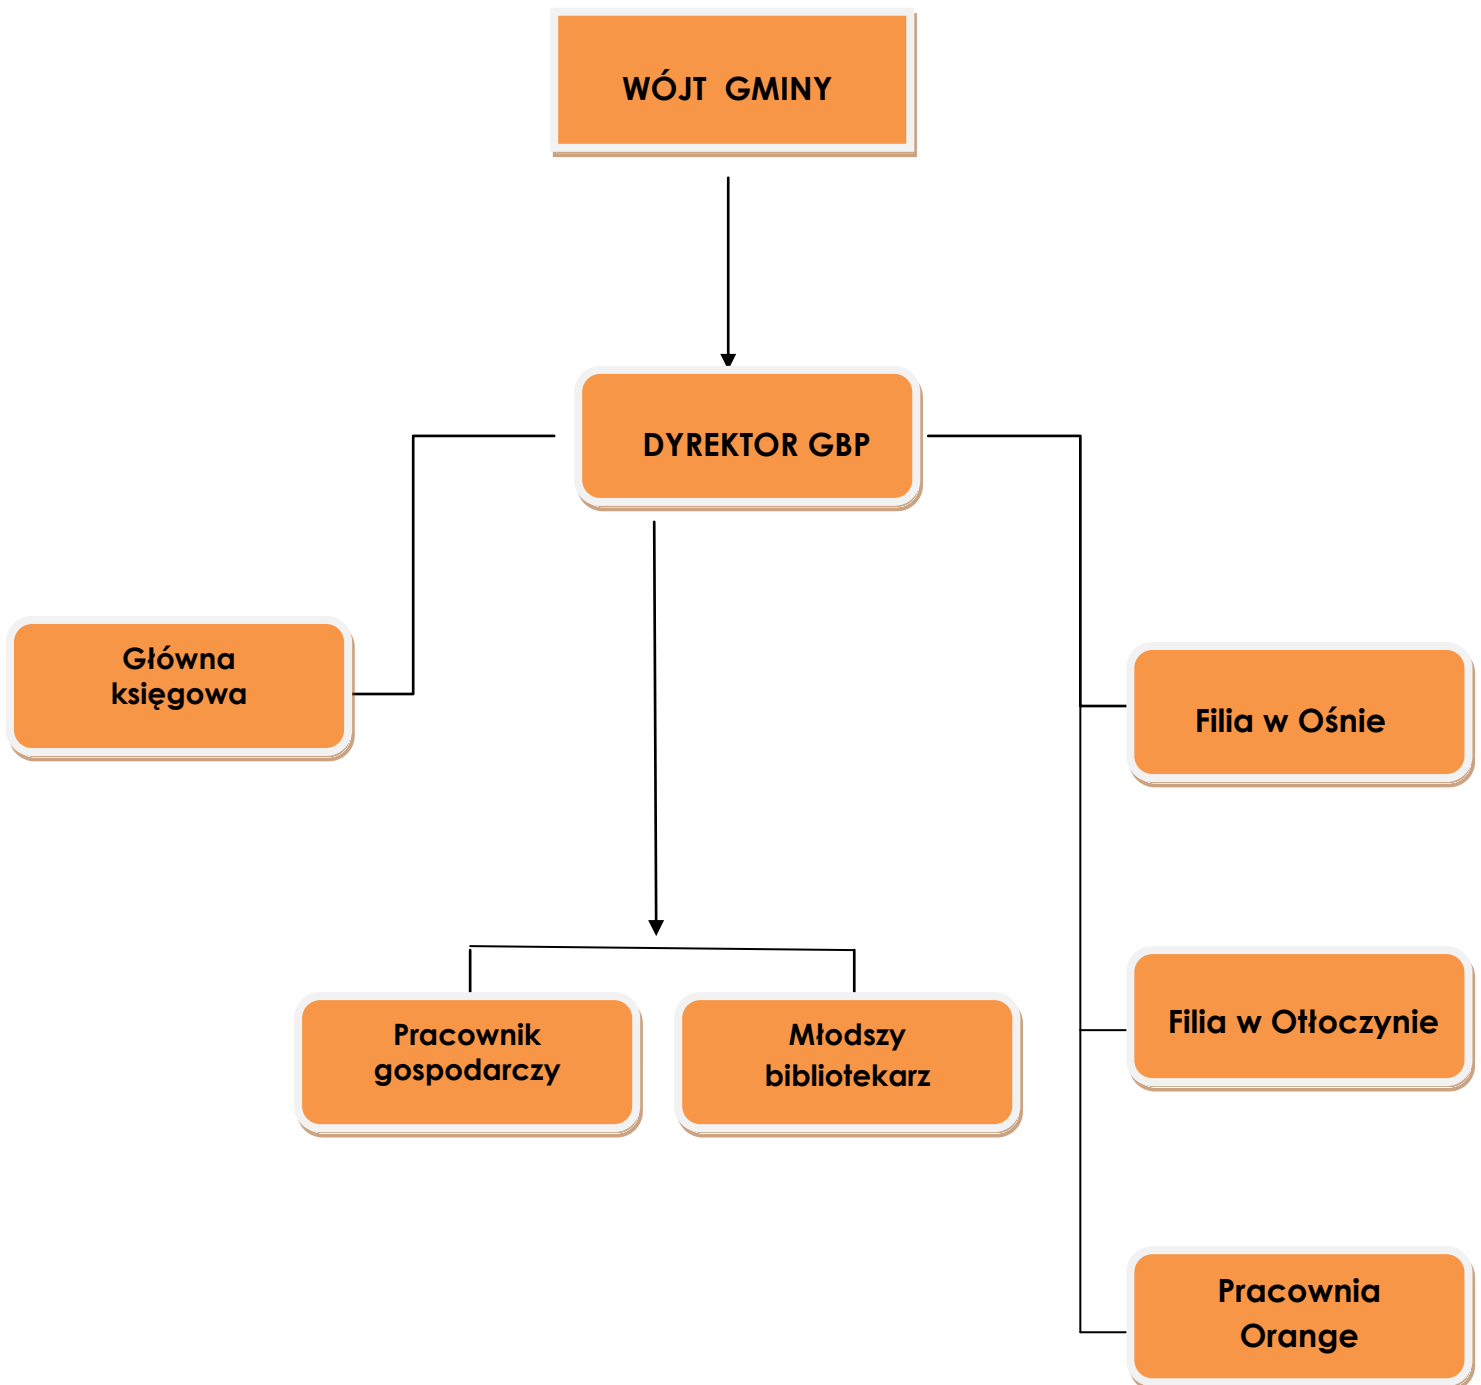 WÓJT GMINY
DYREKTOR GBP
Główna
księgowa
Filia w Ośnie
Filia w Otłoczynie
Pracownik
gospodarczy
Młodszy
bibliotekarz
Pracownia
Orange